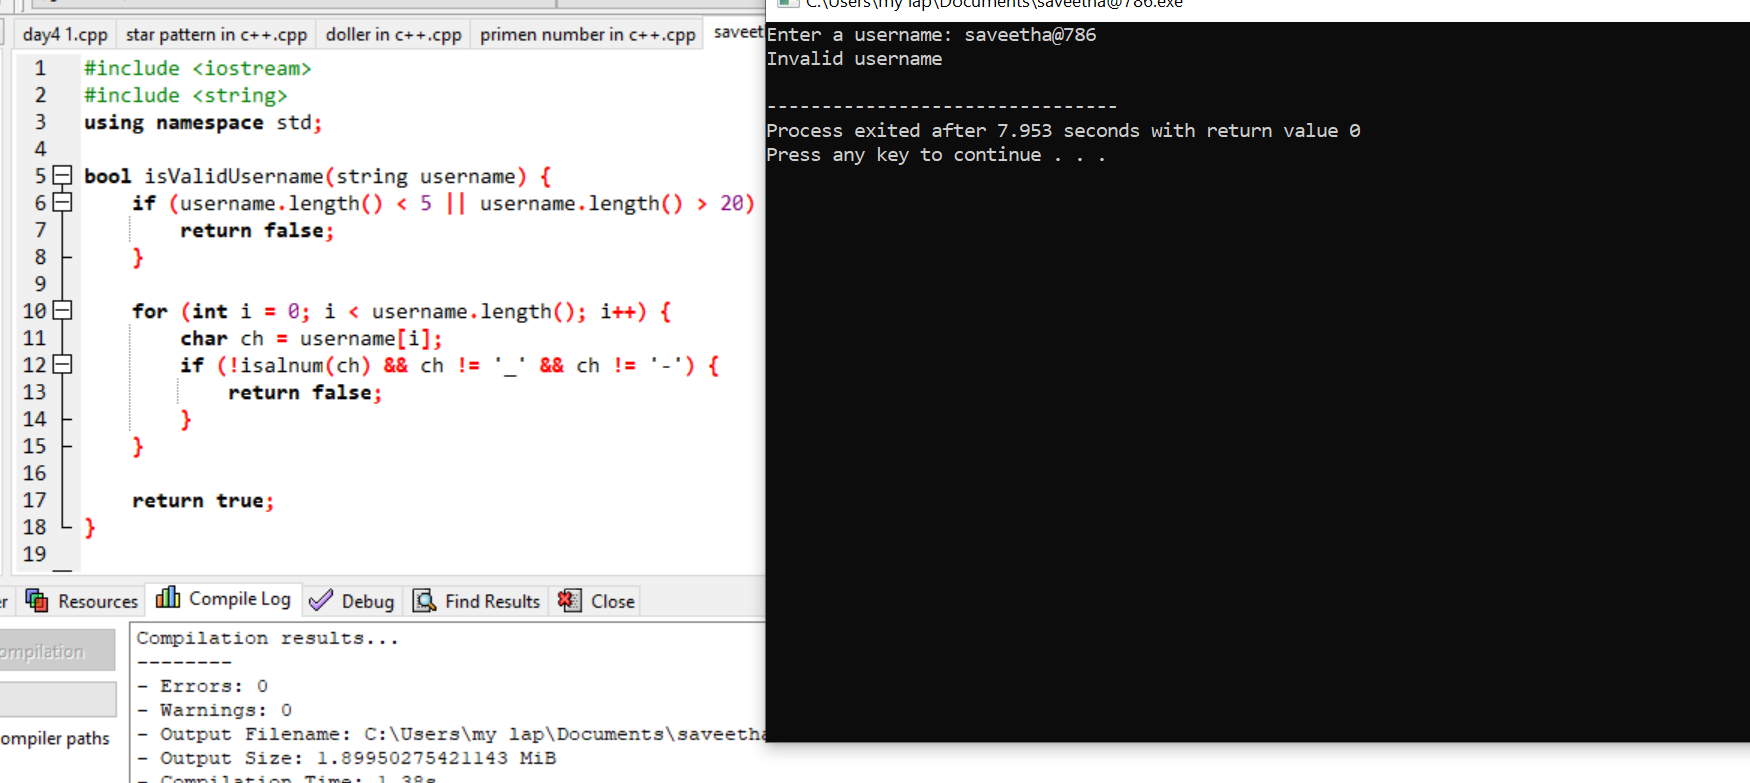 day4 1.cpp star pattern in c++.cpp doller in c++.cpp primen number in c++.cpp saveet
1 #include <iostream>
2 #include <string>
3 using namespace std;
4
5 bool isValidUsername(string username) {
6 if (username.length() < 5 || username.length() > 20)
7 return false;
8 }
9
10 for (int i = 0; i < username.length(); i++) {
11 char ch = username[i];
12 if (!isalnum(ch) && ch != '_' && ch != '-') {
13 return false;
14 }
15 }
16
17 return true;
18 }
19
Resources Compile Log Debug Find Results Close
ompilation
ompiler paths
Compilation results...
--------
- Errors: 0
- Warnings: 0
- Output Filename: C:\Users\my lap\Documents\saveetha
- Output Size: 1.89950275421143 MiB
- Compilation Time: 1.38s
C:\Users\my lap\Documents\saveetha@786.exe
Enter a username: saveetha@786
Invalid username
--------------------------------
Process exited after 7.953 seconds with return value 0
Press any key to continue . . .